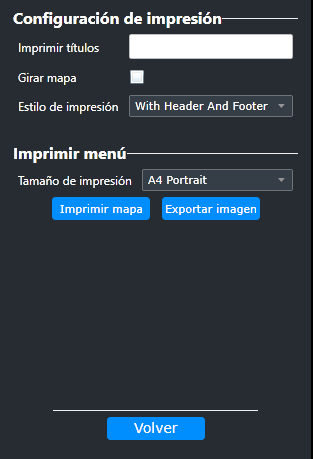 Configuración de impresión
Imprimir títulos
Girar mapa
Estilo de impresión With Header And Footer
Imprimir menú
Tamaño de impresión A4 Portrait
Imprimir mapa Exportar imagen
Volver